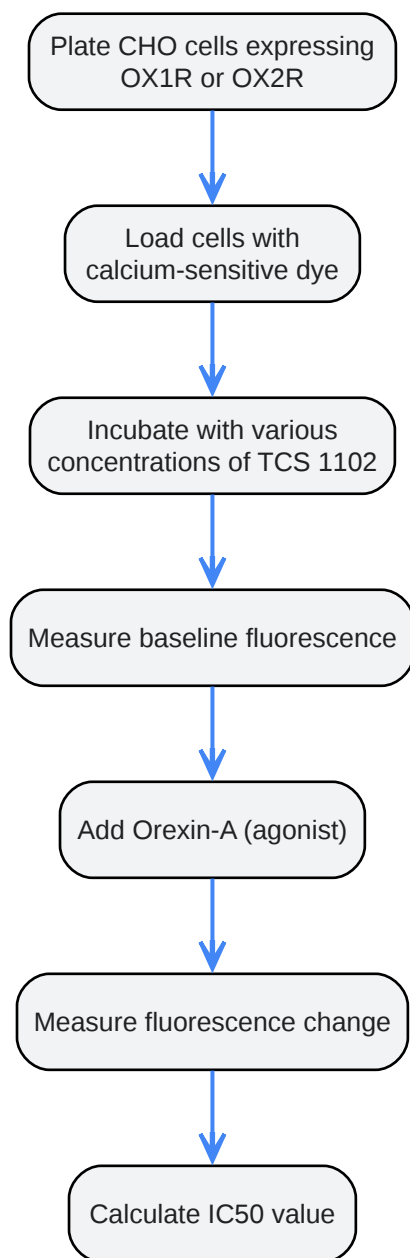 Plate CHO cells expressing
OX1R or OX2R
Load cells with
calcium-sensitive dye
Incubate with various
concentrations of TCS 1102
Measure baseline fluorescence
Add Orexin-A (agonist)
Measure fluorescence change
Calculate IC50 value